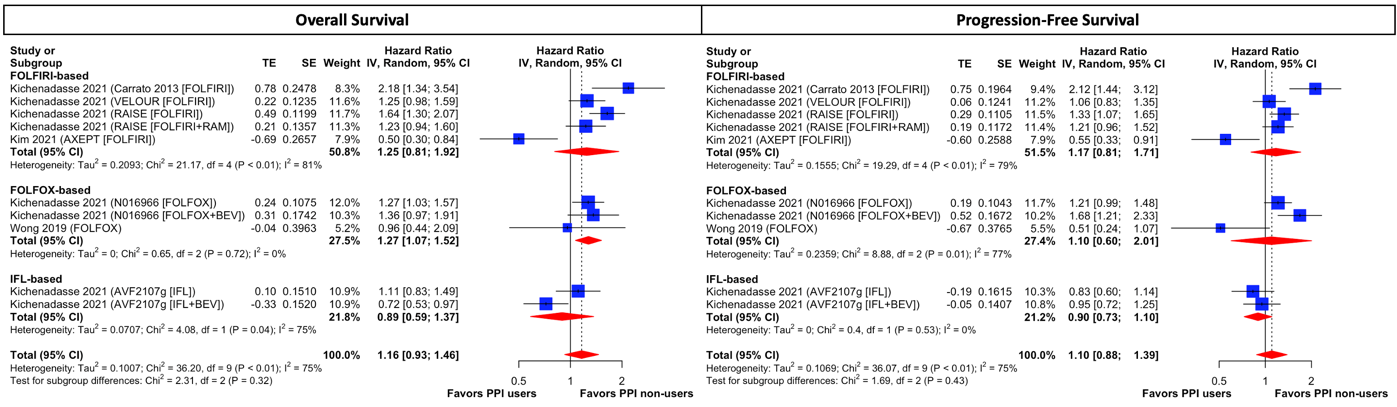 Overall Survival
Study or Hazard Ratio Hazard Ratio
Subgroup TE SE Weight IV, Random, 95% CI IV, Random, 95% CI
FOLFIRI-based
Kichenadasse 2021 (Carrato 2013 [FOLFIRI]) 0.78 0.2478 8.3% 2.18 [1.34; 3.54]
Kichenadasse 2021 (VELOUR [FOLFIRI]) 0.22 0.1235 11.6% 1.25 [0.98; 1.59]
Kichenadasse 2021 (RAISE [FOLFIRI]) 0.49 0.1199 11.7% 1.64 [1.30; 2.07]
Kichenadasse 2021 (RAISE [FOLFIRI+RAM]) 0.21 0.1357 11.3% 1.23 [0.94; 1.60]
Kim 2021 (AXEPT [FOLFIRI]) -0.69 0.2657 7.9% 0.50 [0.30; 0.84]
Total (95% CI) 50.8% 1.25 [0.81; 1.92]
Heterogeneity: Tau² = 0.2093; Chi² = 21.17, df = 4 (P < 0.01); I² = 81%
FOLFOX-based
Kichenadasse 2021 (N016966 [FOLFOX]) 0.24 0.1075 12.0% 1.27 [1.03; 1.57]
Kichenadasse 2021 (N016966 [FOLFOX+BEV]) 0.31 0.1742 10.3% 1.36 [0.97; 1.91]
Wong 2019 (FOLFOX) -0.04 0.3963 5.2% 0.96 [0.44; 2.09]
Total (95% CI) 27.5% 1.27 [1.07; 1.52]
Heterogeneity: Tau² = 0; Chi² = 0.65, df = 2 (P = 0.72); I² = 0%
IFL-based
Kichenadasse 2021 (AVF2107g [IFL]) 0.10 0.1510 10.9% 1.11 [0.83; 1.49]
Kichenadasse 2021 (AVF2107g [IFL+BEV]) -0.33 0.1520 10.9% 0.72 [0.53; 0.97]
Total (95% CI) 21.8% 0.89 [0.59; 1.37]
Heterogeneity: Tau² = 0.0707; Chi² = 4.08, df = 1 (P = 0.04); I² = 75%
Total (95% CI) 100.0% 1.16 [0.93; 1.46]
Heterogeneity: Tau² = 0.1007; Chi² = 36.20, df = 9 (P < 0.01); I² = 75%
Test for subgroup differences: Chi² = 2.31, df = 2 (P = 0.32)
0.5 1 2
Favors PPI users Favors PPI non-users
Progression-Free Survival
Study or Hazard Ratio Hazard Ratio
Subgroup TE SE Weight IV, Random, 95% CI IV, Random, 95% CI
FOLFIRI-based
Kichenadasse 2021 (Carrato 2013 [FOLFIRI]) 0.75 0.1964 9.4% 2.12 [1.44; 3.12]
Kichenadasse 2021 (VELOUR [FOLFIRI]) 0.06 0.1241 11.2% 1.06 [0.83; 1.35]
Kichenadasse 2021 (RAISE [FOLFIRI]) 0.29 0.1105 11.5% 1.33 [1.07; 1.65]
Kichenadasse 2021 (RAISE [FOLFIRI+RAM]) 0.19 0.1172 11.4% 1.21 [0.96; 1.52]
Kim 2021 (AXEPT [FOLFIRI]) -0.60 0.2588 7.9% 0.55 [0.33; 0.91]
Total (95% CI) 51.5% 1.17 [0.81; 1.71]
Heterogeneity: Tau² = 0.1555; Chi² = 19.29, df = 4 (P < 0.01); I² = 79%
FOLFOX-based
Kichenadasse 2021 (N016966 [FOLFOX]) 0.19 0.1043 11.7% 1.21 [0.99; 1.48]
Kichenadasse 2021 (N016966 [FOLFOX+BEV]) 0.52 0.1672 10.2% 1.68 [1.21; 2.33]
Wong 2019 (FOLFOX) -0.67 0.3765 5.5% 0.51 [0.24; 1.07]
Total (95% CI) 27.4% 1.10 [0.60; 2.01]
Heterogeneity: Tau² = 0.2359; Chi² = 8.88, df = 2 (P = 0.01); I² = 77%
IFL-based
Kichenadasse 2021 (AVF2107g [IFL]) -0.19 0.1615 10.3% 0.83 [0.60; 1.14]
Kichenadasse 2021 (AVF2107g [IFL+BEV]) -0.05 0.1407 10.8% 0.95 [0.72; 1.25]
Total (95% CI) 21.2% 0.90 [0.73; 1.10]
Heterogeneity: Tau² = 0; Chi² = 0.4, df = 1 (P = 0.53); I² = 0%
Total (95% CI) 100.0% 1.10 [0.88; 1.39]
Heterogeneity: Tau² = 0.1069; Chi² = 36.07, df = 9 (P < 0.01); I² = 75%
Test for subgroup differences: Chi² = 1.69, df = 2 (P = 0.43)
0.5 1 2
Favors PPI users Favors PPI non-users